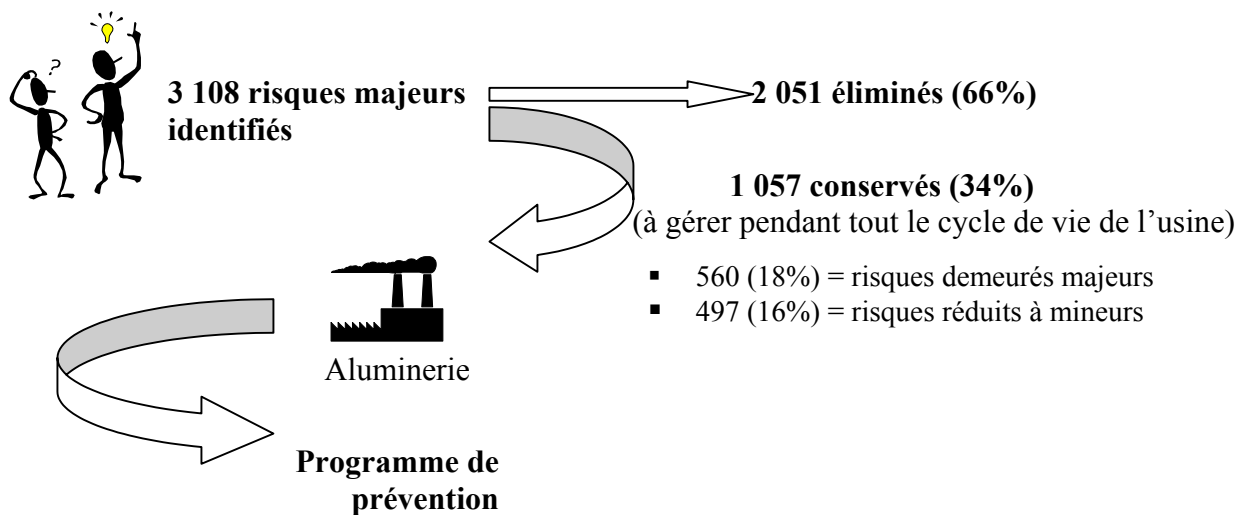 ?
3 108 risques majeurs
identifiés
2 051 éliminés (66%)
1 057 conservés (34%)
(à gérer pendant tout le cycle de vie de l’usine)
▪ 560 (18%) = risques demeurés majeurs
▪ 497 (16%) = risques réduits à mineurs
Aluminerie
Programme de
prévention